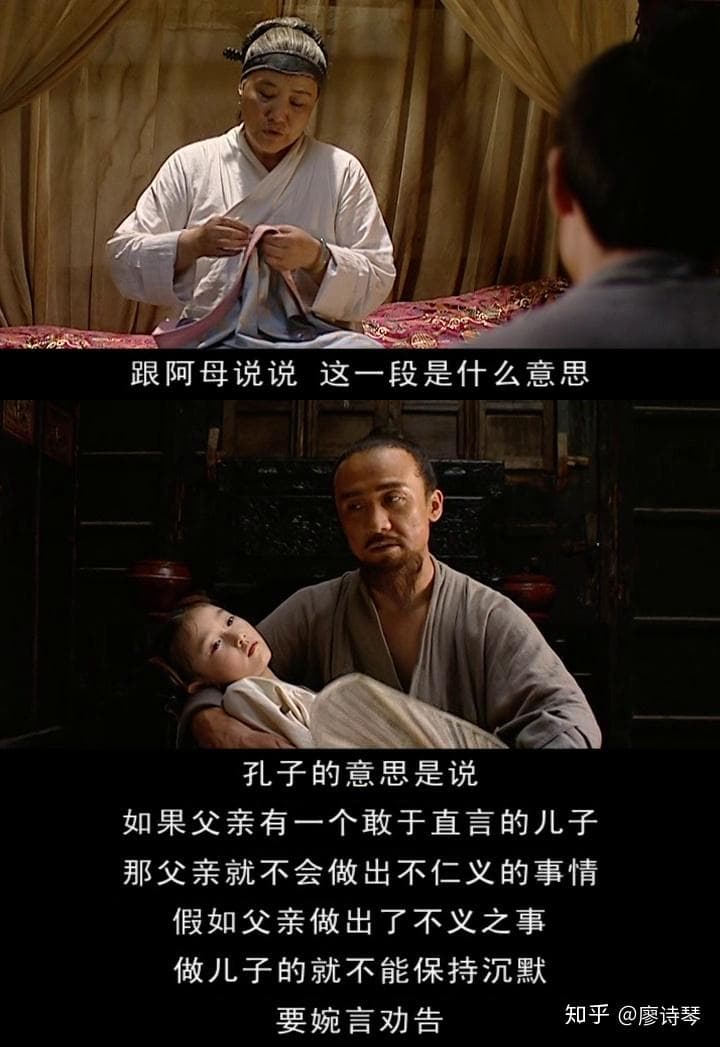 跟阿母说说 这一段是什么意思
孔子的意思是说
如果父亲有一个敢于直言的儿子
那父亲就不会做出不仁义的事情
假如父亲做出了不义之事
做儿子的就不能保持沉默
要婉言劝告
知乎 @廖诗琴